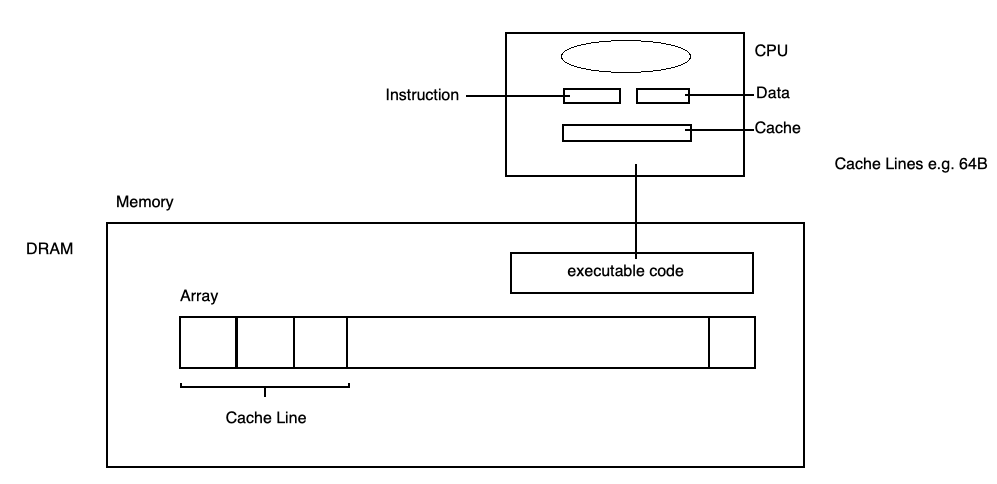 CPU
Instruction
Data
Cache
Cache Lines e.g. 64B
Memory
DRAM
executable code
Array
Cache Line